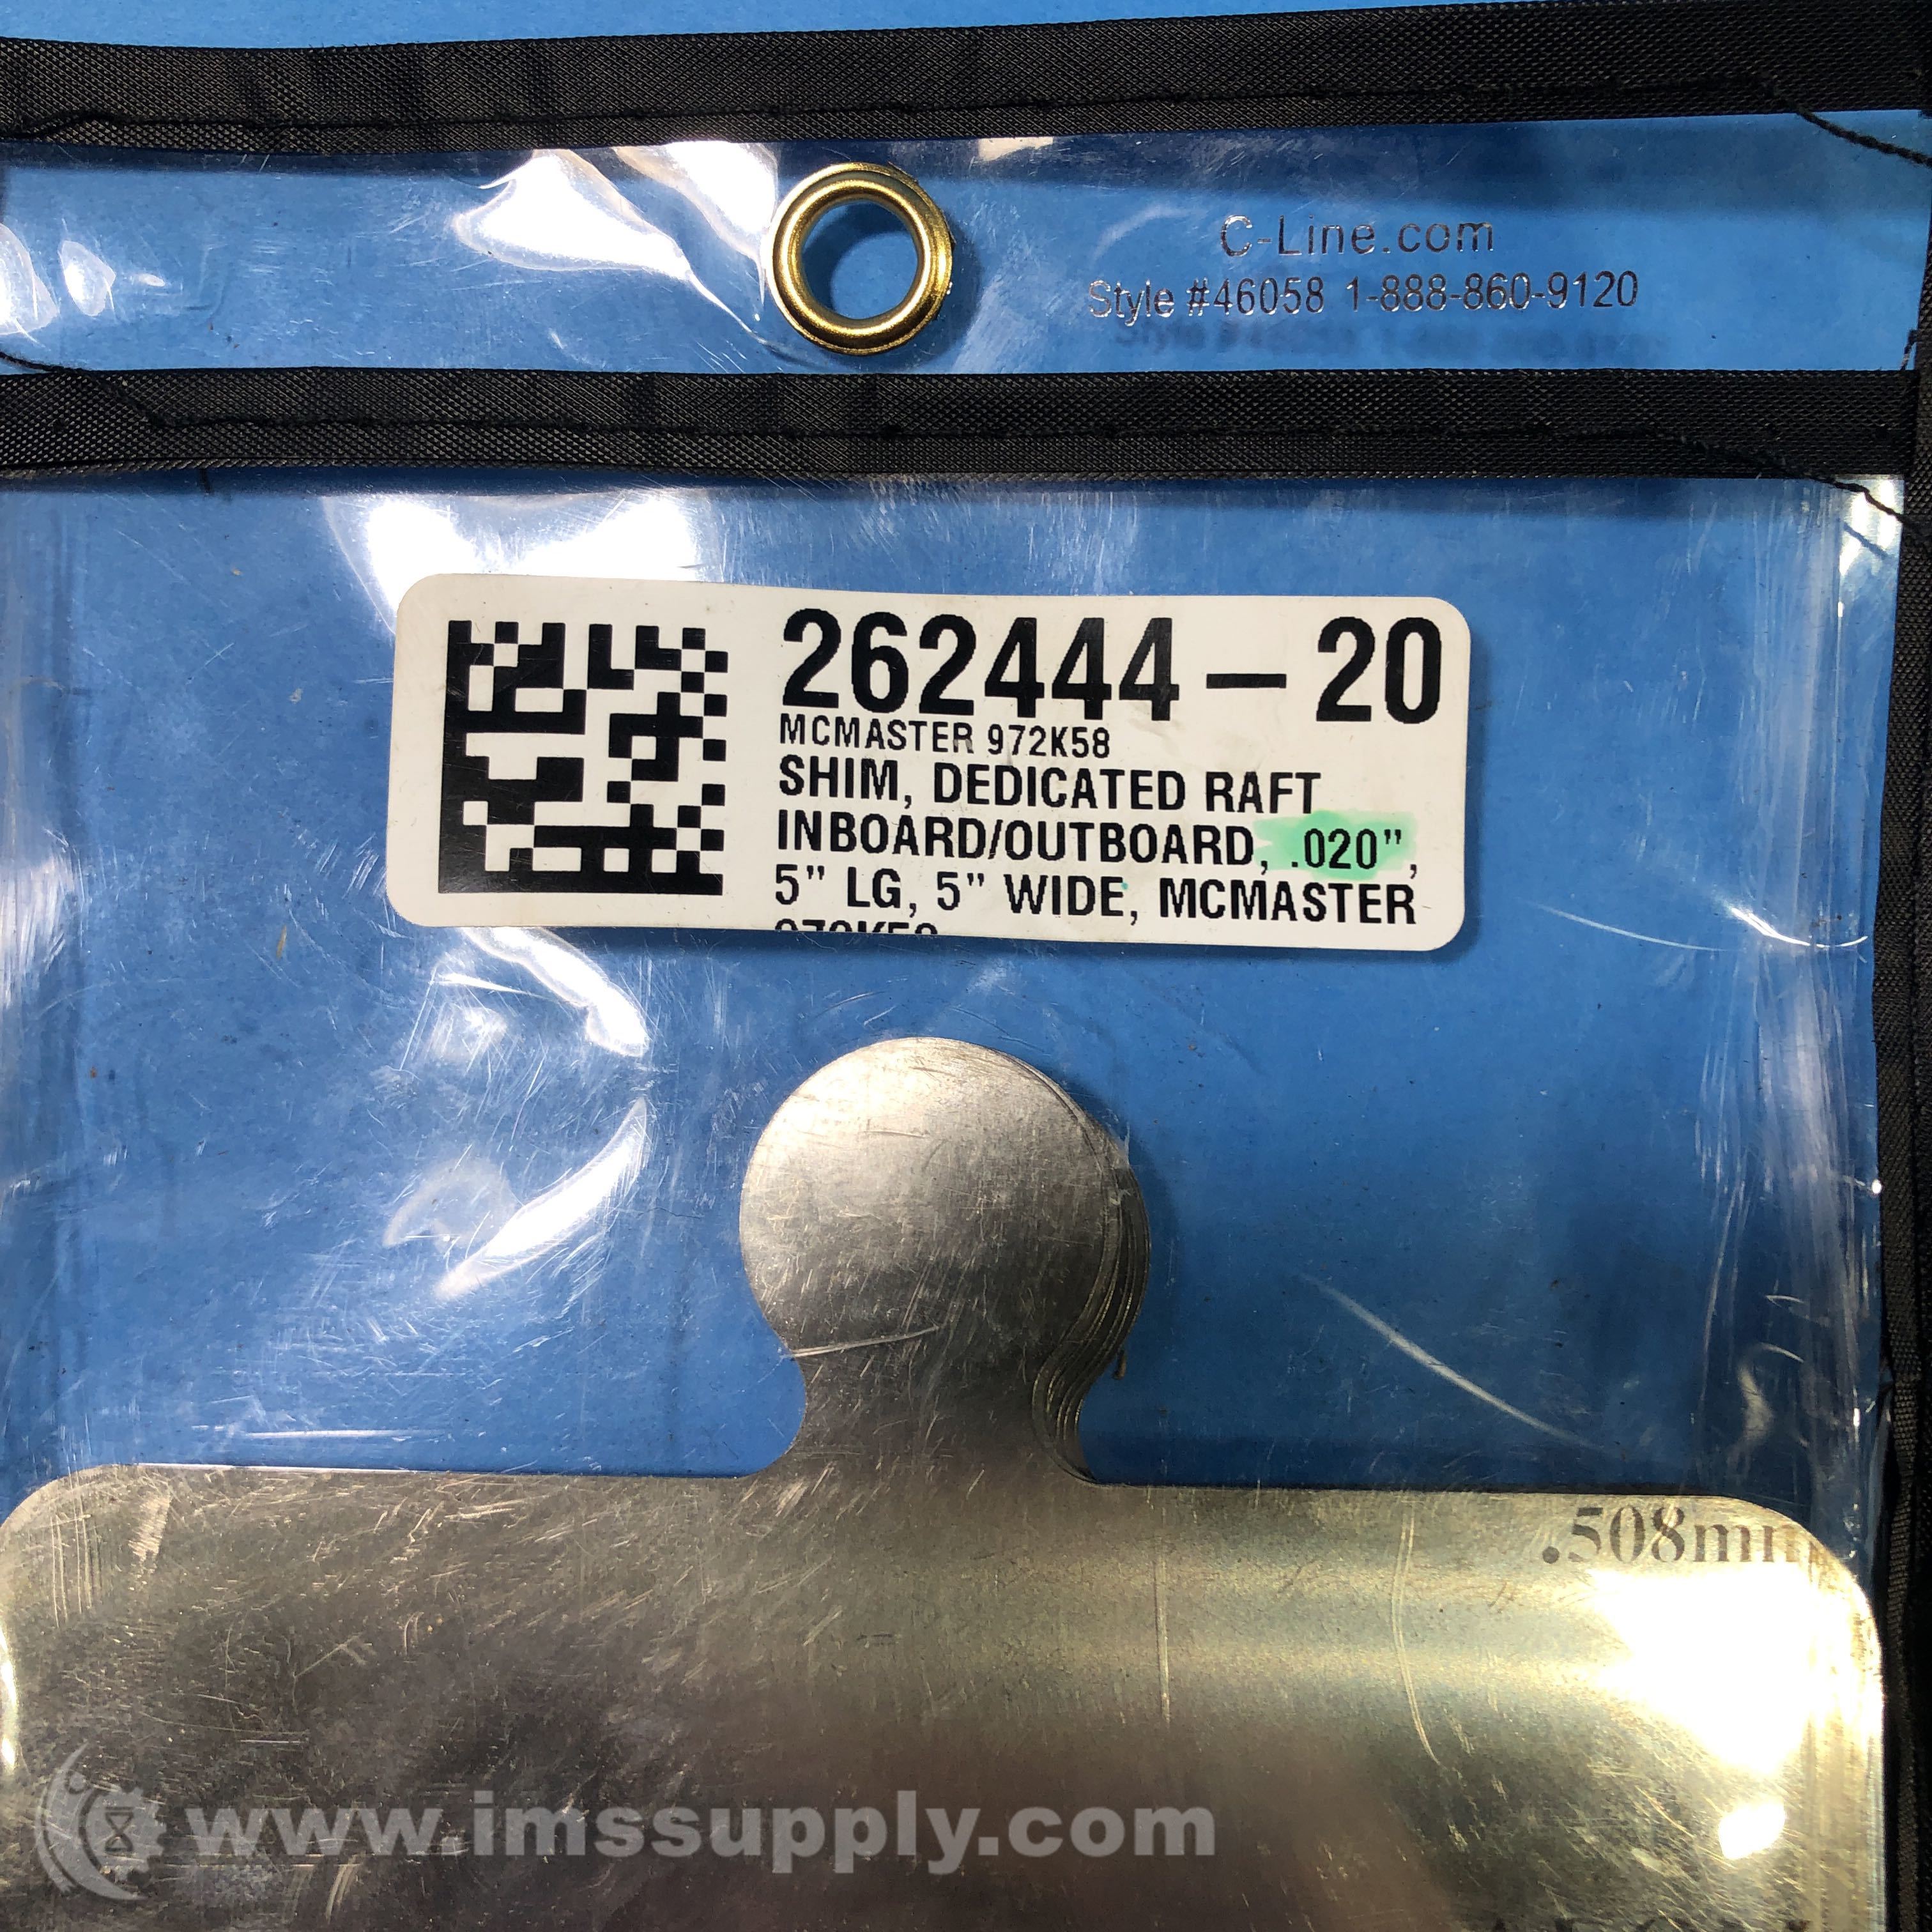 C-Line.com
Style #46058 1-888-860-9120
262444-20
MCMASTER 972K58
SHIM, DEDICATED RAFT
INBOARD/OUTBOARD, .020",
5" LG, 5" WIDE, MCMASTER
.508mm
www.imssupply.com